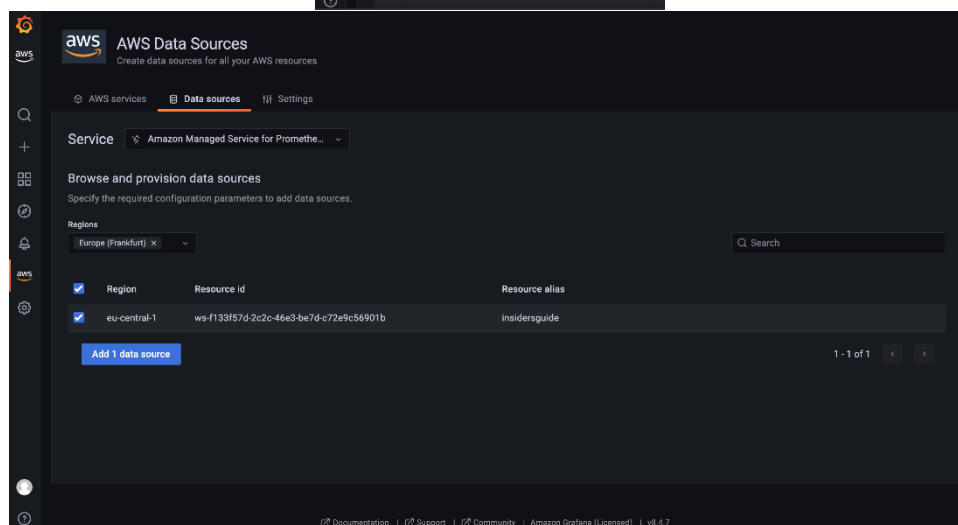 aws
AWS Data Sources
Create data sources for all your AWS resources
aws
AWS services
Data sources
Settings
Service
Amazon Managed Service for Promethe...
Browse and provision data sources
Specify the required configuration parameters to add data sources.
Regions
Europe (Frankfurt) ×
Search
Region Resource id Resource alias
aws
eu-central-1 ws-f133f57d-2c2c-46e3-be7d-c72e9c56901b insidersguide
Add 1 data source
1 - 1 of 1
Documentation | Support | Community | Amazon Grafana (Licensed) | v8.4.7